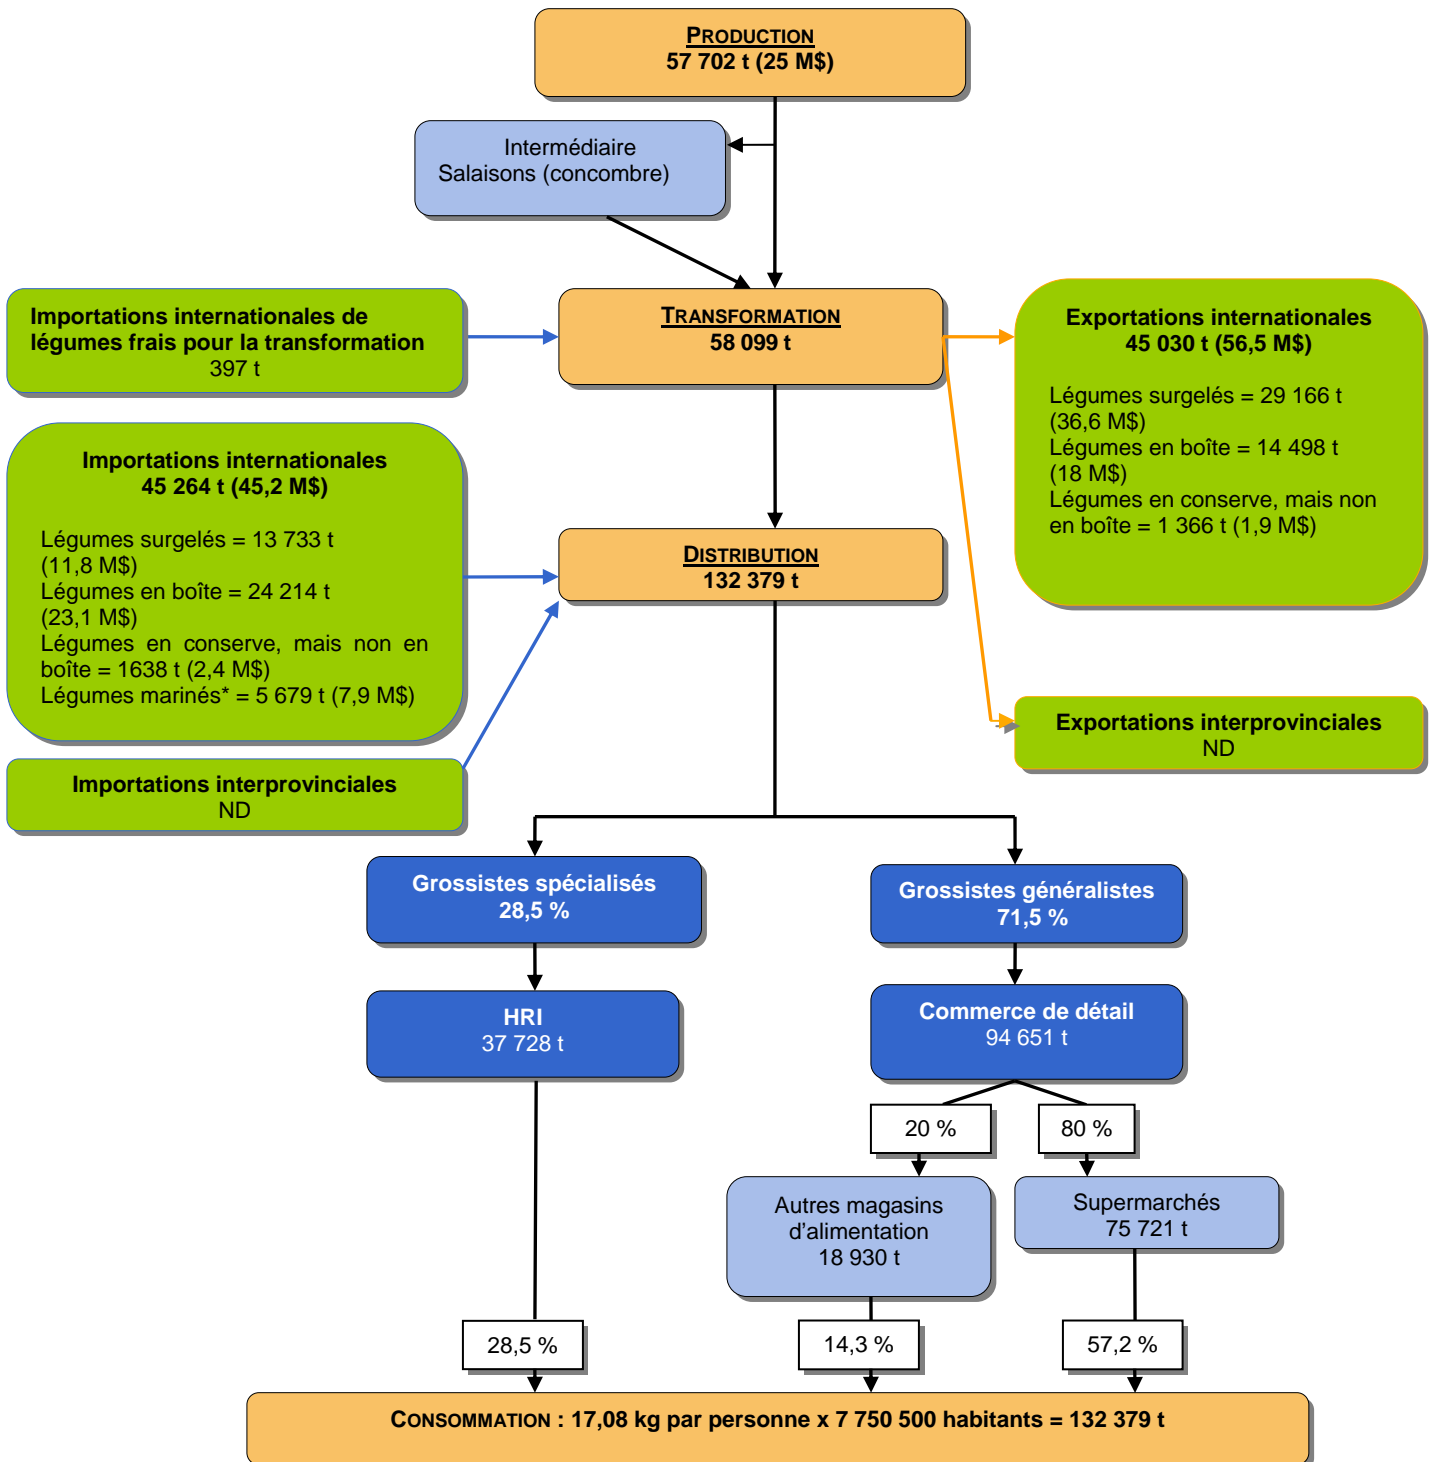 PRODUCTION
57 702 t (25 M$)
Intermédiaire
Salaisons (concombre)
Importations internationales de
légumes frais pour la transformation
397 t
TRANSFORMATION
58 099 t
Exportations internationales
45 030 t (56,5 M$)
Légumes surgelés = 29 166 t
(36,6 M$)
Légumes en boîte = 14 498 t
(18 M$)
Légumes en conserve, mais non
en boîte = 1 366 t (1,9 M$)
Importations internationales
45 264 t (45,2 M$)
Légumes surgelés = 13 733 t
(11,8 M$)
Légumes en boîte = 24 214 t
(23,1 M$)
Légumes en conserve, mais non en
boîte = 1638 t (2,4 M$)
Légumes marinés* = 5 679 t (7,9 M$)
DISTRIBUTION
132 379 t
Exportations interprovinciales
ND
Importations interprovinciales
ND
Grossistes spécialisés
28,5 %
Grossistes généralistes
71,5 %
HRI
37 728 t
Commerce de détail
94 651 t
20 %
80 %
Autres magasins
d'alimentation
18 930 t
Supermarchés
75 721 t
28,5 %
14,3 %
57,2 %
CONSOMMATION : 17,08 kg par personne x 7 750 500 habitants = 132 379 t